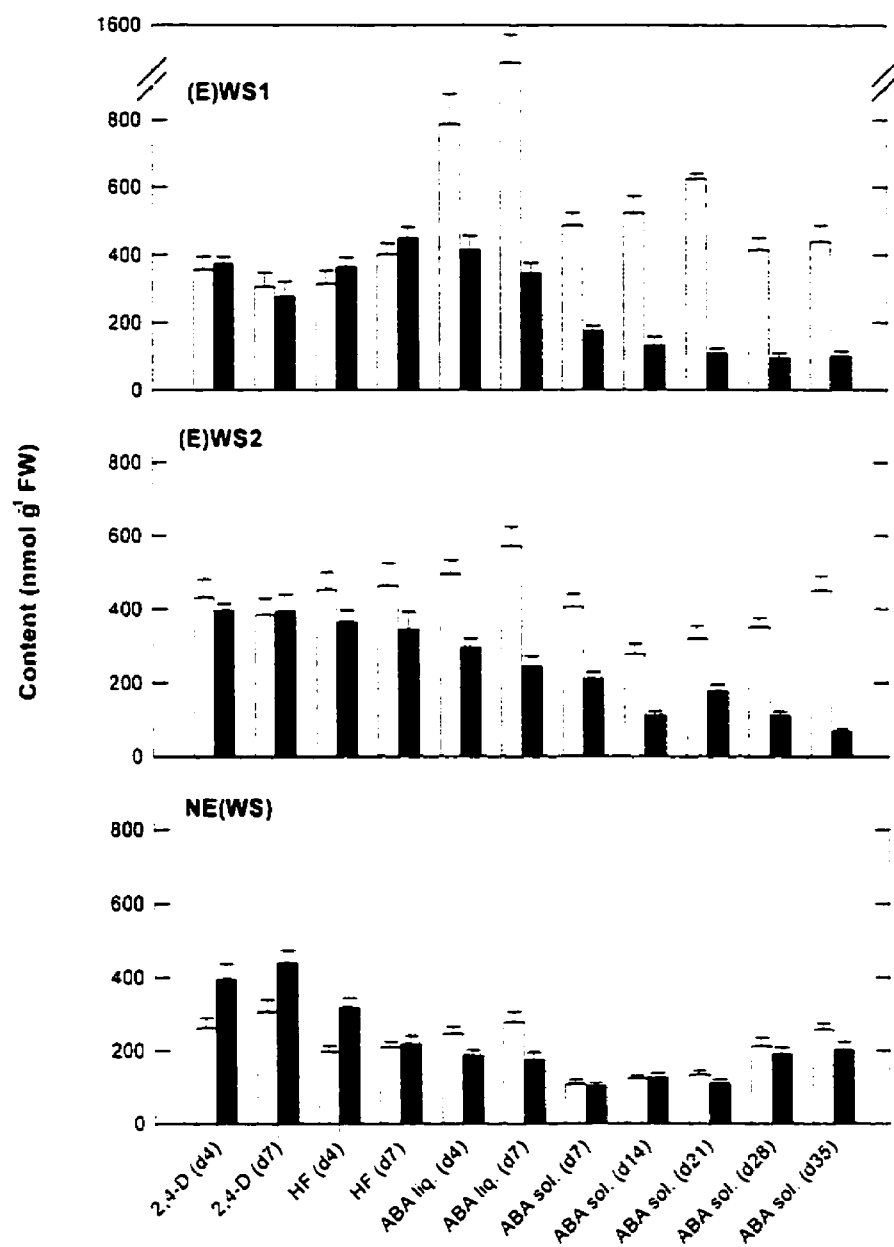 1600
(E)WS1
800
600
400
200
0
(E)WS2
800
600
400
200
0
NE(WS)
800
600
400
200
0
Content (nmol g-1 FW)
2,4-D (d4)
2,4-D (d7)
HF (d4)
HF (d7)
ABA liq. (d4)
ABA liq. (d7)
ABA sol. (d7)
ABA sol. (d14)
ABA sol. (d21)
ABA sol. (d28)
ABA sol. (d35)